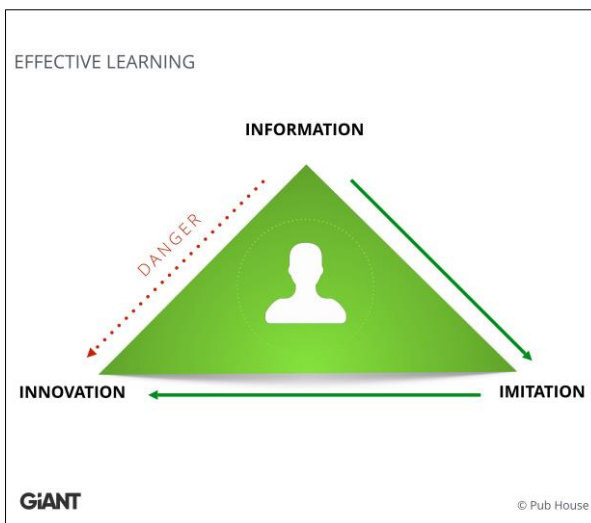 EFFECTIVE LEARNING
INFORMATION
DANGER
INNOVATION
IMITATION
GiANT
© Pub House